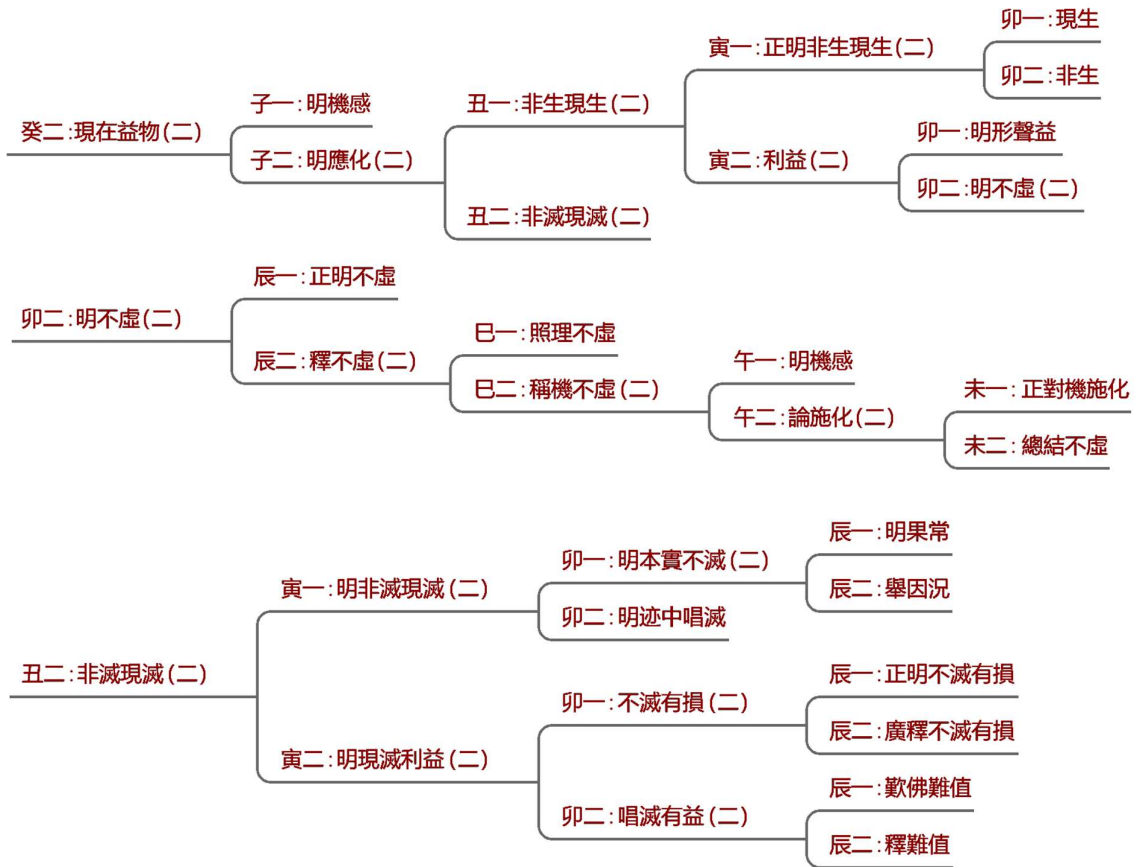 癸二:現在益物(二)
子一:明機感
子二:明應化(二)
丑一:非生現生(二)
寅一:正明非生現生(二)
卯一:現生
卯二:非生
寅二:利益(二)
卯一:明形聲益
卯二:明不虛(二)
丑二:非滅現滅(二)
卯二:明不虛(二)
辰一:正明不虛
辰二:釋不虛(二)
巳一:照理不虛
巳二:稱機不虛(二)
午一:明機感
午二:論施化(二)
未一:正對機施化
未二:總結不虛
丑二:非滅現滅(二)
寅一:明非滅現滅(二)
卯一:明本實不滅(二)
辰一:明果常
辰二:舉因況
卯二:明迹中唱滅
寅二:明現滅利益(二)
卯一:不滅有損(二)
辰一:正明不滅有損
辰二:廣釋不滅有損
卯二:唱滅有益(二)
辰一:歎佛難值
辰二:釋難值